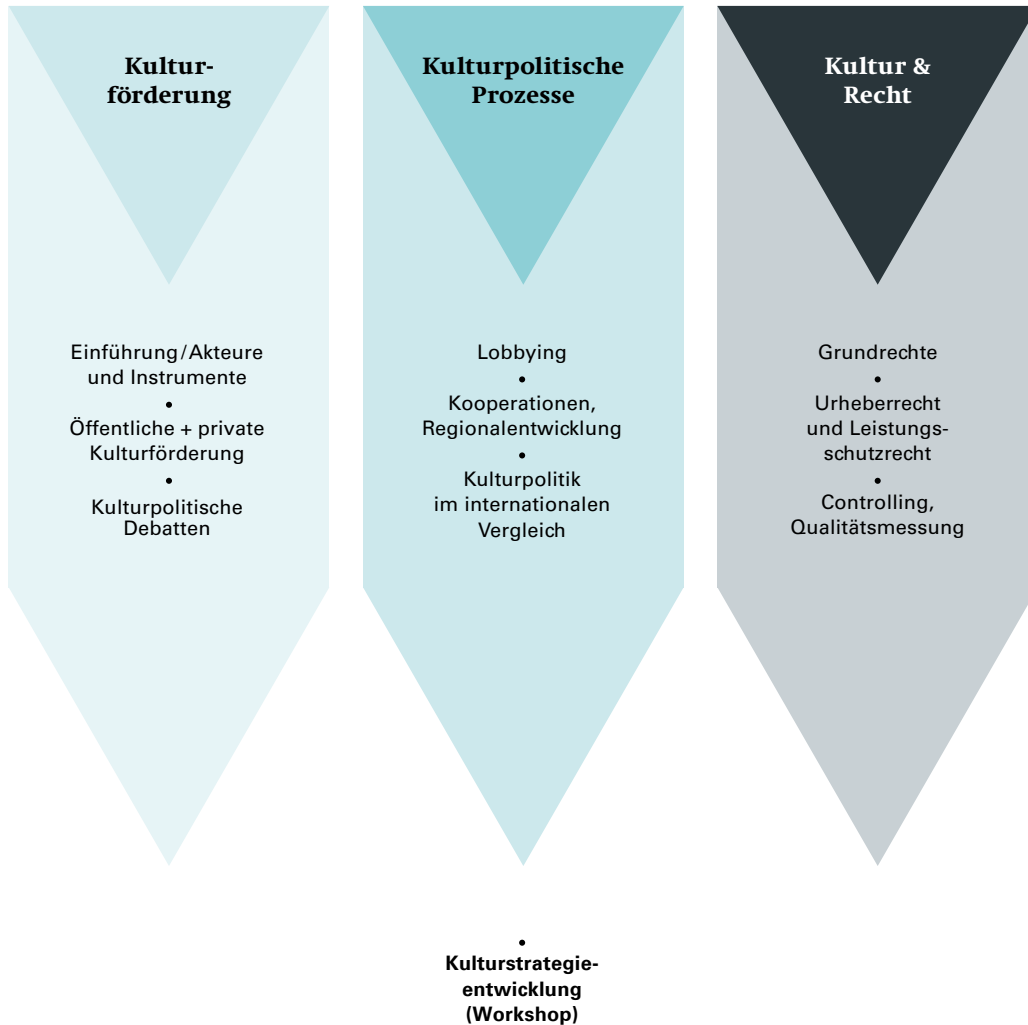 Kultur-
förderung
Einführung/Akteure
und Instrumente
•
Öffentliche + private
Kulturförderung
•
Kulturpolitische
Debatten
Kulturpolitische
Prozesse
Lobbying
•
Kooperationen,
Regionalentwicklung
•
Kulturpolitik
im internationalen
Vergleich
Kultur &
Recht
Grundrechte
•
Urheberrecht
und Leistungs-
schutzrecht
•
Controlling,
Qualitätsmessung
•
Kulturstrategie-
entwicklung
(Workshop)